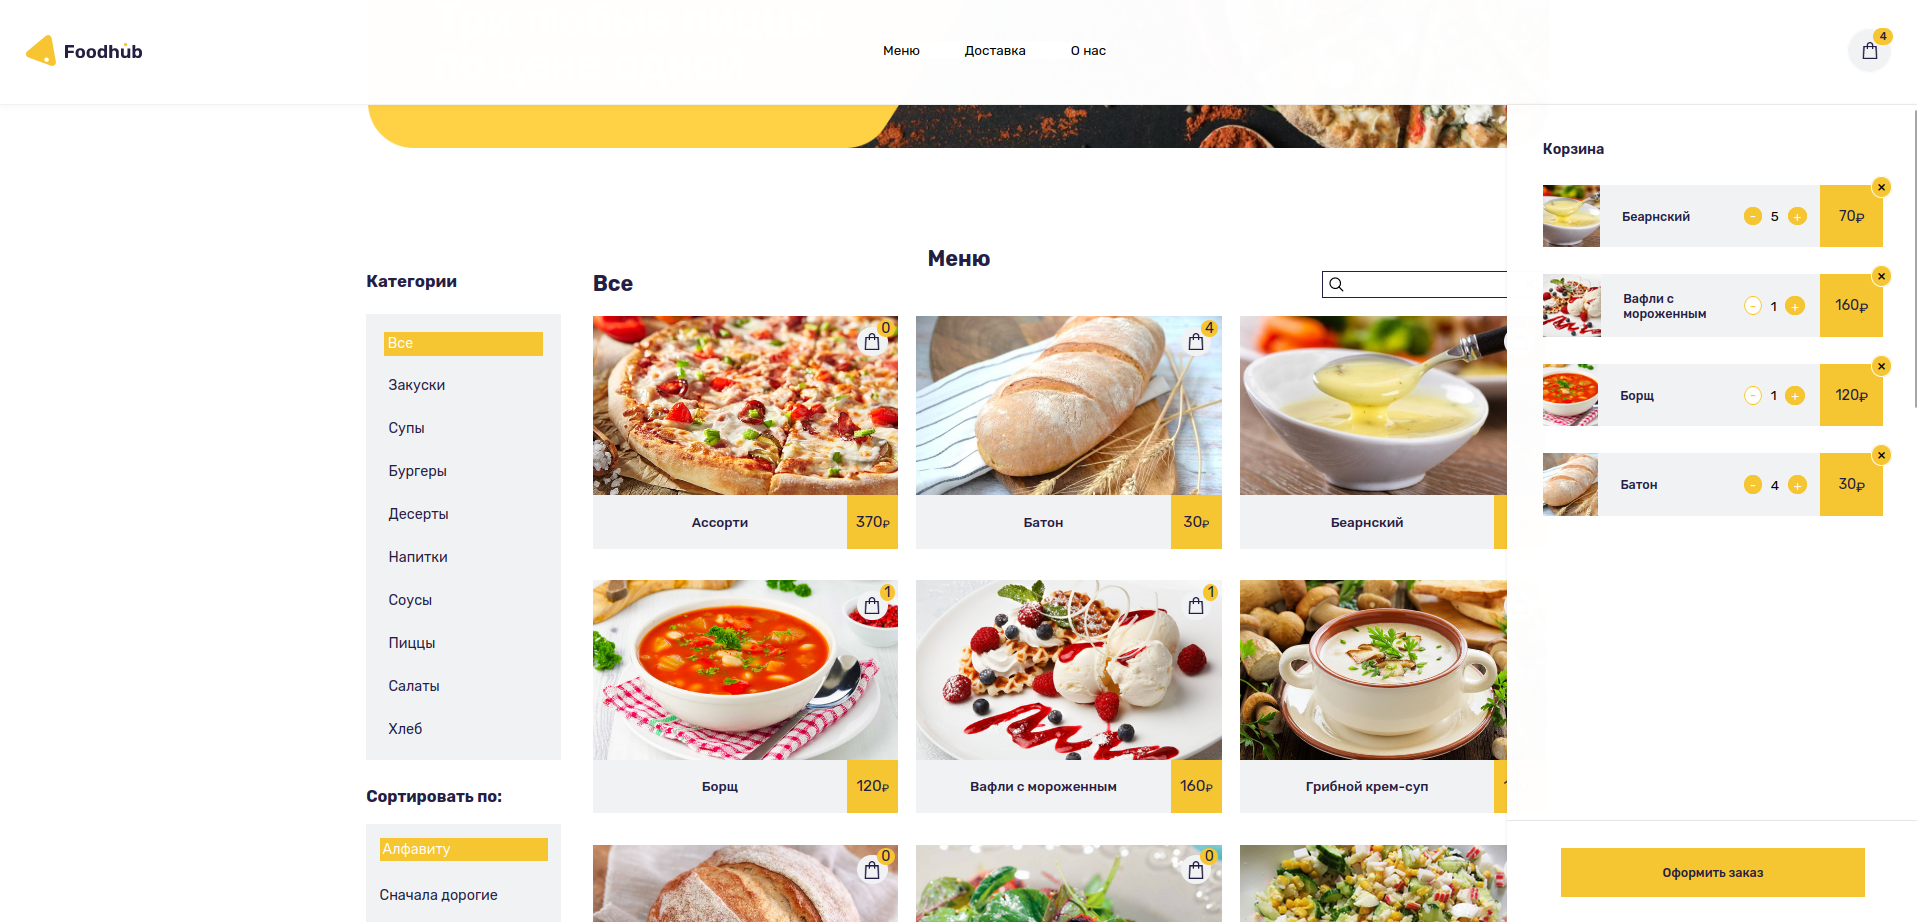 Foodhub
Меню
Доставка
О нас
4
Корзина
Беарнский
-
5
+
70₽
×
Вафли с
мороженным
-
1
+
160₽
×
Борщ
-
1
+
120₽
×
Батон
-
4
+
30₽
×
Оформить заказ
Меню
Категории
Все
Закуски
Супы
Бургеры
Десерты
Напитки
Соусы
Пиццы
Салаты
Хлеб
Сортировать по:
Алфавиту
Сначала дорогие
Все
0
Ассорти
370₽
4
Батон
30₽
Беарнский
1
Борщ
120₽
1
Вафли с мороженным
160₽
Грибной крем-суп
0
0